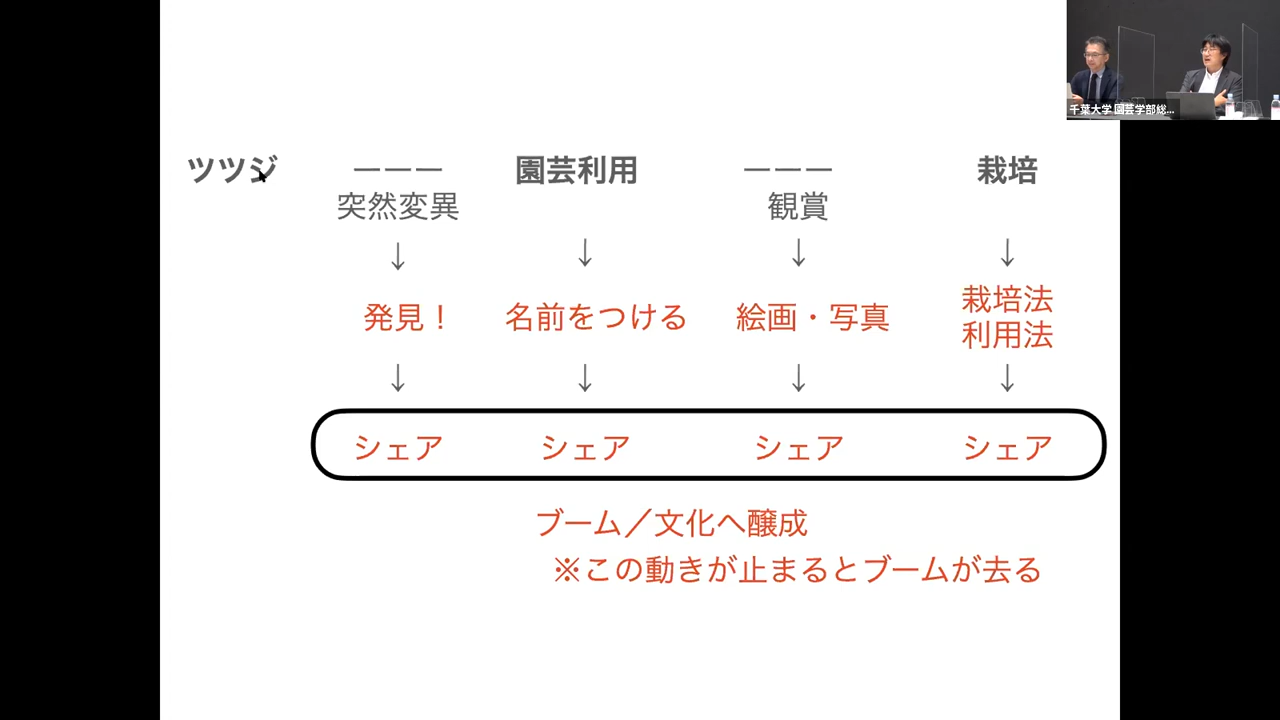 千葉大学 園芸学部総...
ツツジ ーーー 園芸利用 ーーー 栽培
突然変異 観賞
↓ ↓ ↓ ↓
発見！ 名前をつける 絵画・写真 栽培法
利用法
↓ ↓ ↓ ↓
シェア シェア シェア シェア
ブーム／文化へ醸成
※この動きが止まるとブームが去る